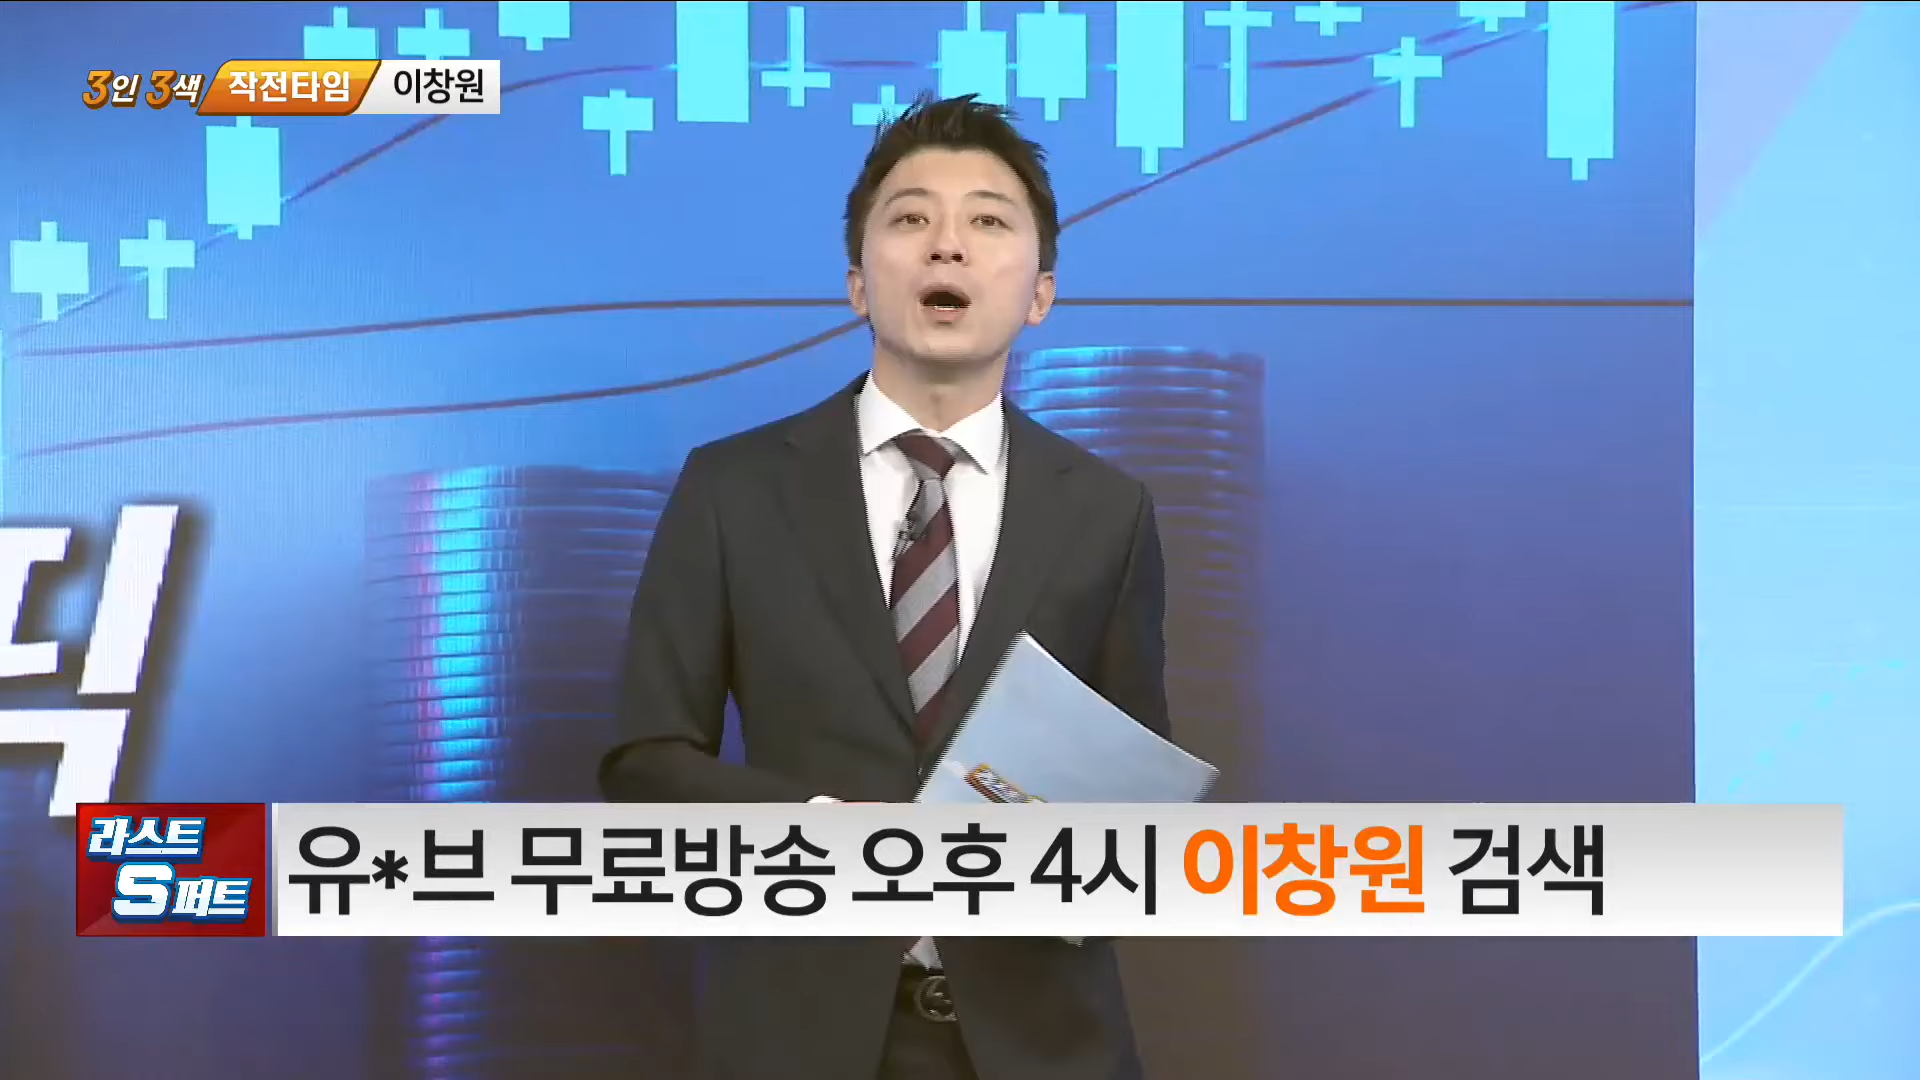 3인 3색 작전타임 이창원
픽
라스트
S퍼트
유*브 무료방송 오후 4시 이창원 검색